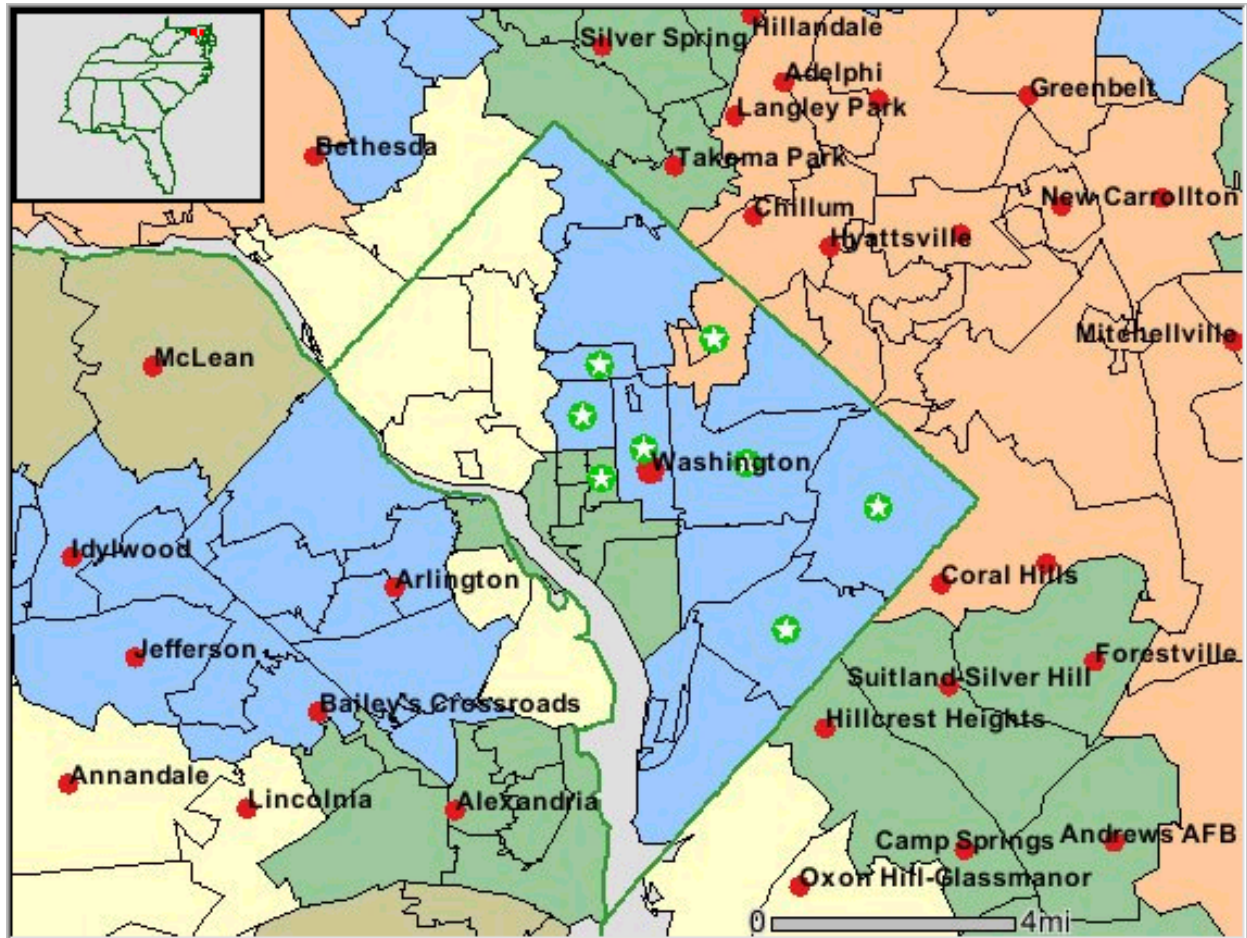 Silver Spring
Hillandale
Adelphi
Greenbelt
Langley Park
Bethesda
Takoma Park
New Carrollton
Chillum
Hyattsville
Mitchellville
McLean
Washington
Idylwood
Arlington
Coral Hills
Jefferson
Forestville
Suitland-Silver Hill
Bailey's Crossroads
Hillcrest Heights
Annandale
Lincolnia
Alexandria
Camp Springs
Andrews AFB
Oxon Hill-Glassmanor
0 4mi